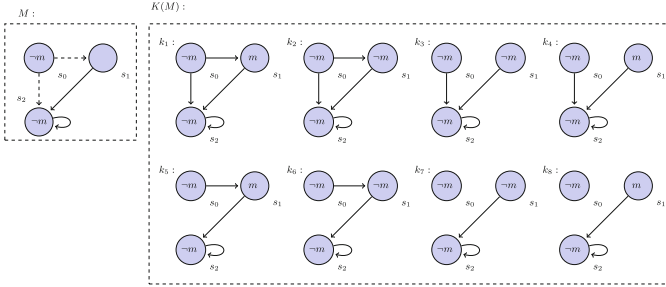 M :
K(M) :
¬m
s₀
s₁
s₂
¬m
k₁ :
¬m
m
s₀
s₁
¬m
s₂
k₂ :
¬m
¬m
s₀
s₁
¬m
s₂
k₃ :
¬m
¬m
s₀
s₁
¬m
s₂
k₄ :
¬m
m
s₀
s₁
¬m
s₂
k₅ :
¬m
m
s₀
s₁
¬m
s₂
k₆ :
¬m
¬m
s₀
s₁
¬m
s₂
k₇ :
¬m
¬m
s₀
s₁
¬m
s₂
k₈ :
¬m
m
s₀
s₁
¬m
s₂